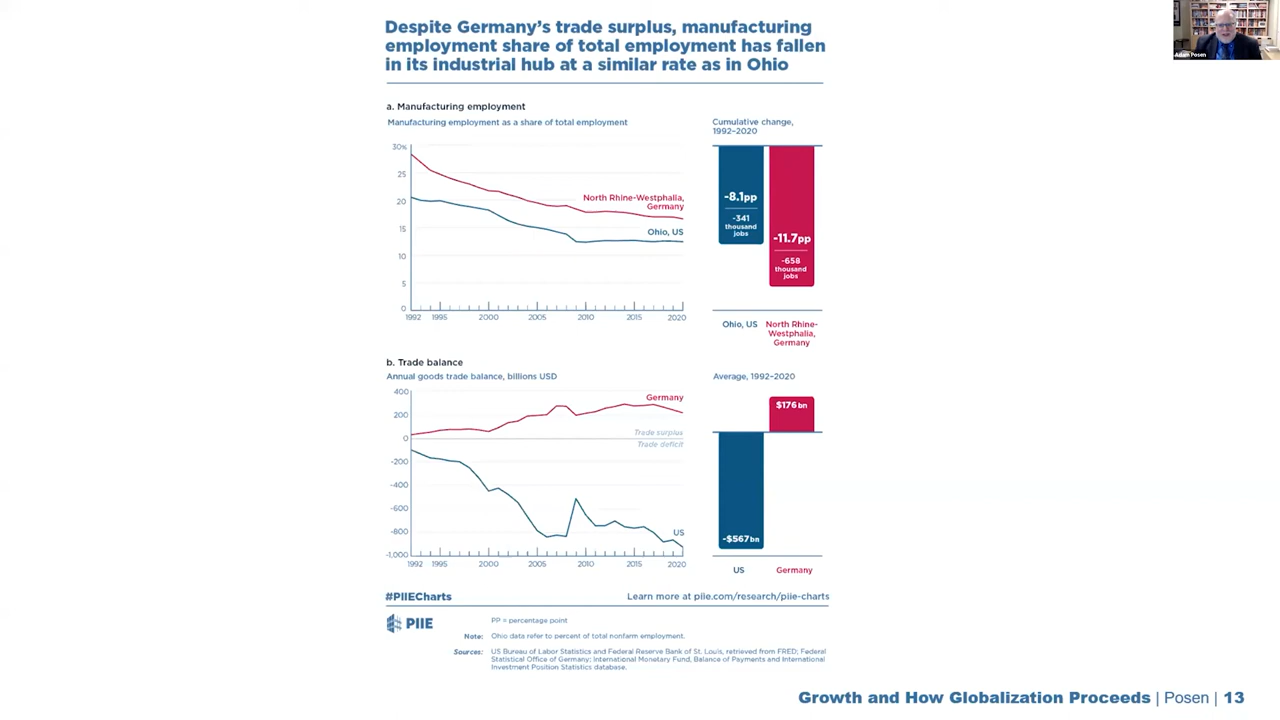 Adam Posen
Despite Germany's trade surplus, manufacturing
employment share of total employment has fallen
in its industrial hub at a similar rate as in Ohio
a. Manufacturing employment
Manufacturing employment as a share of total employment
30%
25
20
15
10
5
0
1992
1995
2000
2005
2010
2015
2020
North Rhine-Westphalia,
Germany
Ohio, US
Cumulative change,
1992–2020
-8.1pp
-341
thousand
jobs
-11.7pp
-658
thousand
jobs
Ohio, US
North Rhine-
Westphalia,
Germany
b. Trade balance
Annual goods trade balance, billions USD
400
200
0
-200
-400
-600
-800
-1,000
1992
1995
2000
2005
2010
2015
2020
Germany
Trade surplus
Trade deficit
US
Average, 1992–2020
$176bn
-$567bn
US
Germany
#PIIECharts
Learn more at piie.com/research/piie-charts
PIIE
PP = percentage point
Note: Ohio data refer to percent of total nonfarm employment.
Sources: US Bureau of Labor Statistics and Federal Reserve Bank of St. Louis, retrieved from FRED; Federal
Statistical Office of Germany; International Monetary Fund, Balance of Payments and International
Investment Position Statistics database.
Growth and How Globalization Proceeds | Posen | 13